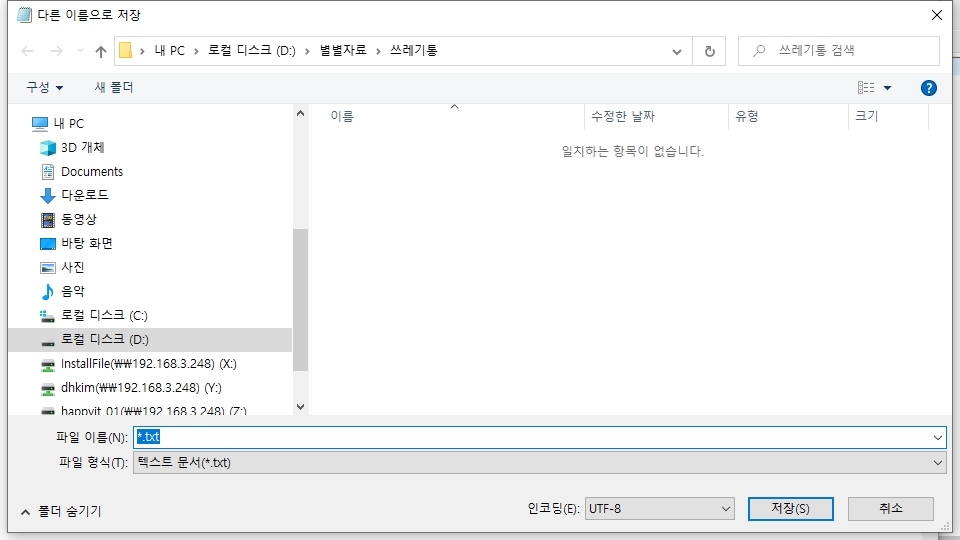 다른 이름으로 저장
내 PC > 로컬 디스크 (D:) > 별별자료 > 쓰레기통
쓰레기통 검색
구성
새 폴더
이름
수정한 날짜
유형
크기
일치하는 항목이 없습니다.
내 PC
3D 개체
Documents
다운로드
동영상
바탕 화면
사진
음악
로컬 디스크 (C:)
로컬 디스크 (D:)
InstallFile(₩₩192.168.3.248) (X:)
dhkim(₩₩192.168.3.248) (Y:)
happyit_01(₩₩192.168.3.248) (Z:)
파일 이름(N): *.txt
파일 형식(T): 텍스트 문서(*.txt)
폴더 숨기기
인코딩(E): UTF-8
저장(S)
취소